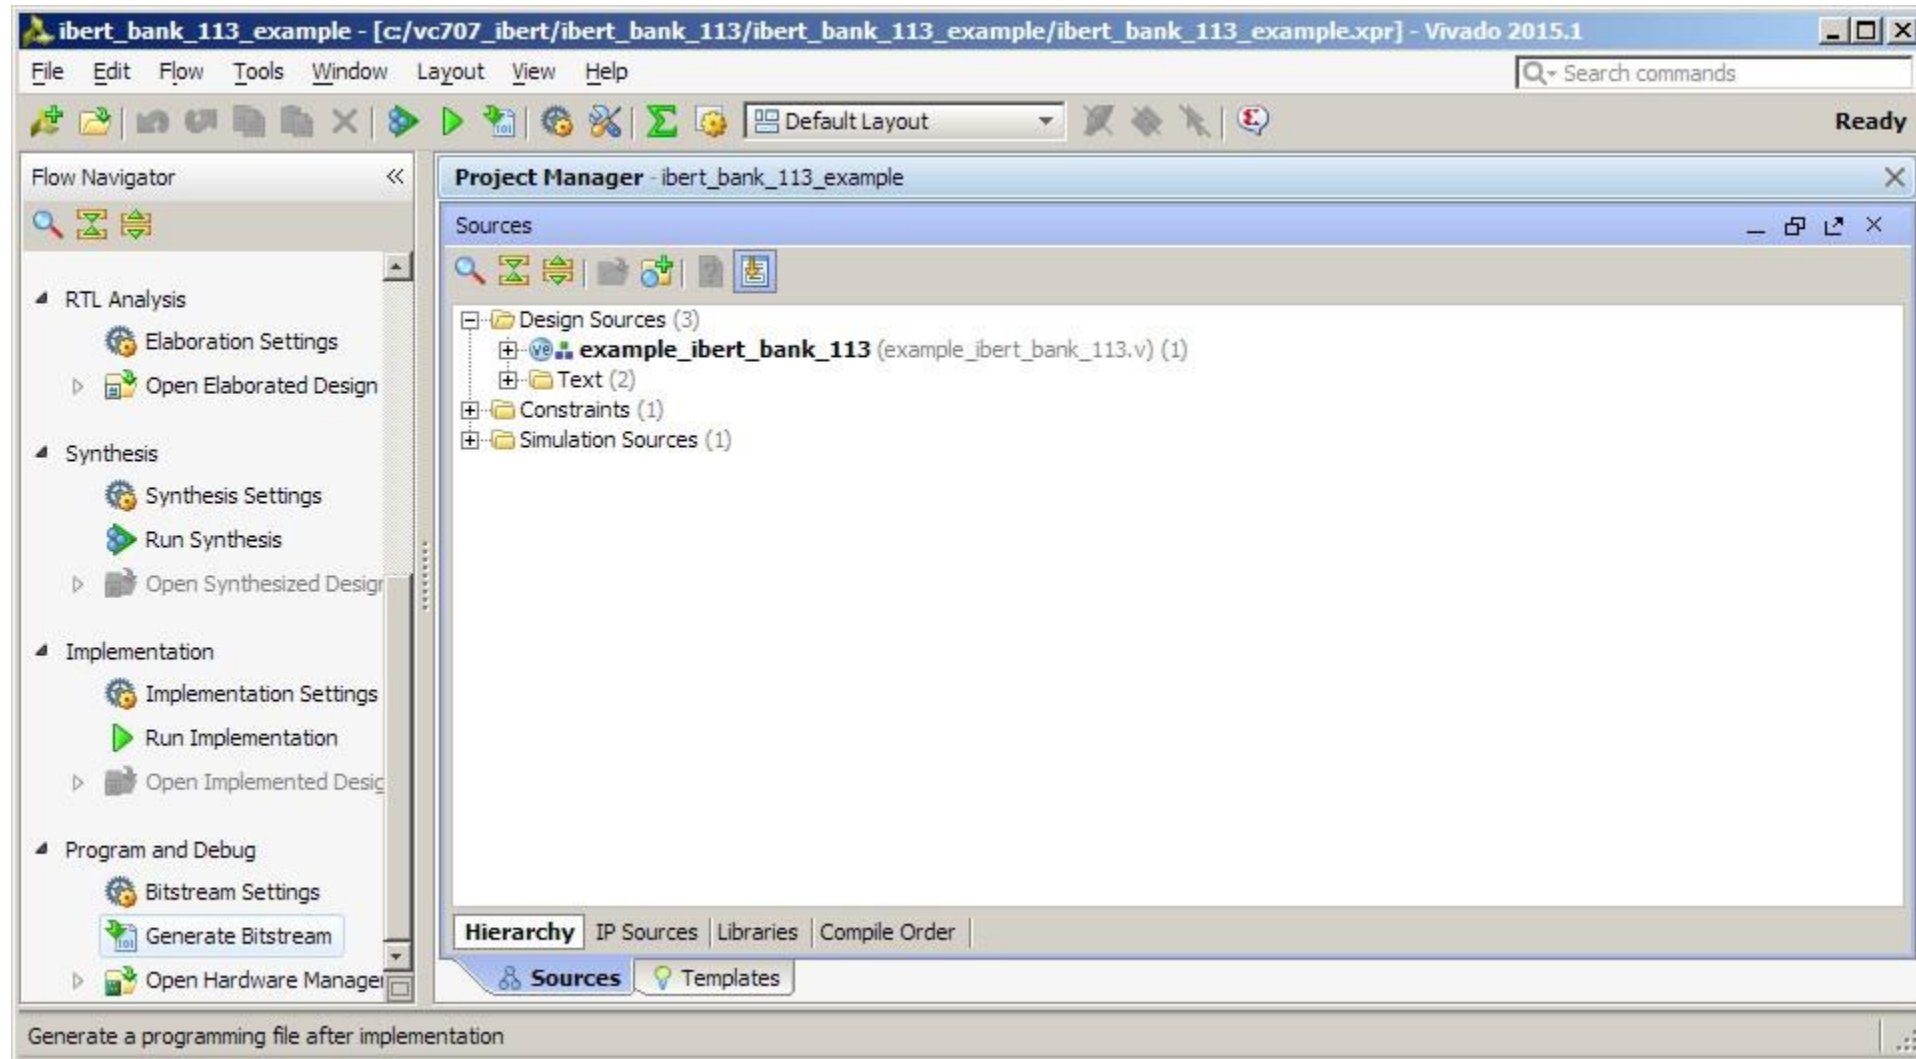 ibert_bank_113_example - [c:/vc707_ibert/ibert_bank_113/ibert_bank_113_example/ibert_bank_113_example.xpr] - Vivado 2015.1
File Edit Flow Tools Window Layout View Help
Search commands
Default Layout
Ready
Flow Navigator
RTL Analysis
Elaboration Settings
Open Elaborated Design
Synthesis
Synthesis Settings
Run Synthesis
Open Synthesized Design
Implementation
Implementation Settings
Run Implementation
Open Implemented Desig
Program and Debug
Bitstream Settings
Generate Bitstream
Open Hardware Manager
Project Manager - ibert_bank_113_example
Sources
Design Sources (3)
example_ibert_bank_113 (example_ibert_bank_113.v) (1)
Text (2)
Constraints (1)
Simulation Sources (1)
Hierarchy IP Sources Libraries Compile Order
Sources Templates
Generate a programming file after implementation